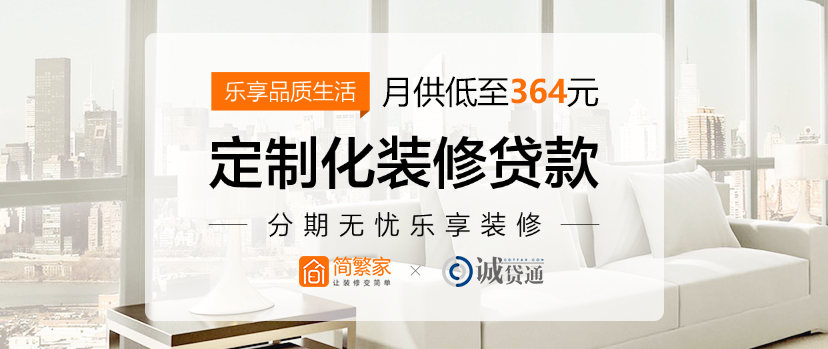 乐享品质生活 月供低至364元
定制化装修贷款
分期无忧乐享装修
简繁家
让装修变简单
×
诚贷通